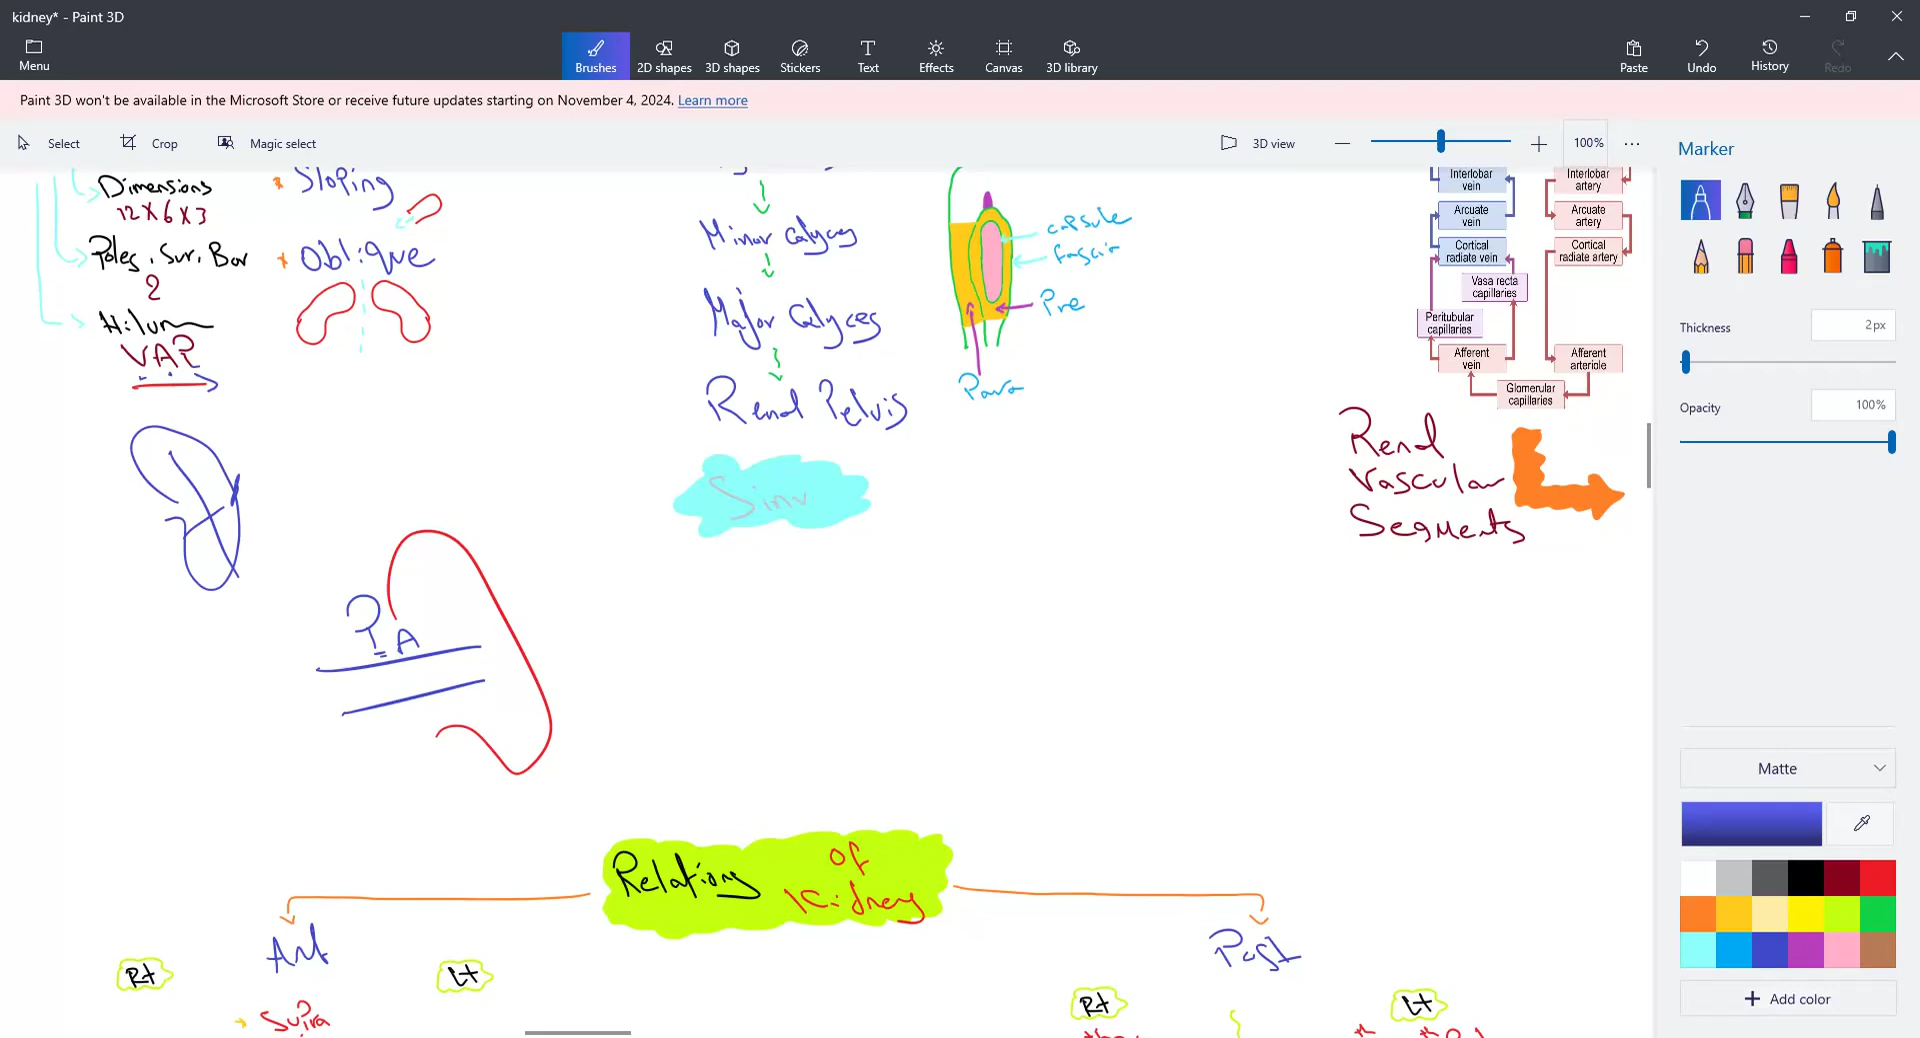 kidney* - Paint 3D
Menu
Brushes
2D shapes
3D shapes
Stickers
Text
Effects
Canvas
3D library
Paste
Undo
History
Redo
Paint 3D won't be available in the Microsoft Store or receive future updates starting on November 4, 2024. Learn more
Select
Crop
Magic select
3D view
100%
Marker
Thickness
2px
Opacity
100%
Matte
Add color
Dimensions
12 x 6 x 3
Poles, Sur, Bor
2
Hilum
VAP
Sloping
Oblique
Minor Calyces
Major Calyces
Renal Pelvis
Sinu
capsule
fascia
Pre
Para
Interlobar
vein
Interlobar
artery
Arcuate
vein
Arcuate
artery
Cortical
radiate vein
Cortical
radiate artery
Vasa recta
capillaries
Peritubular
capillaries
Afferent
vein
Afferent
arteriole
Glomerular
capillaries
Renal
Vascular
Segments
P A
Relations of
Kidney
Ant
Post
Rt
Lt
Supra
Rt
Lt